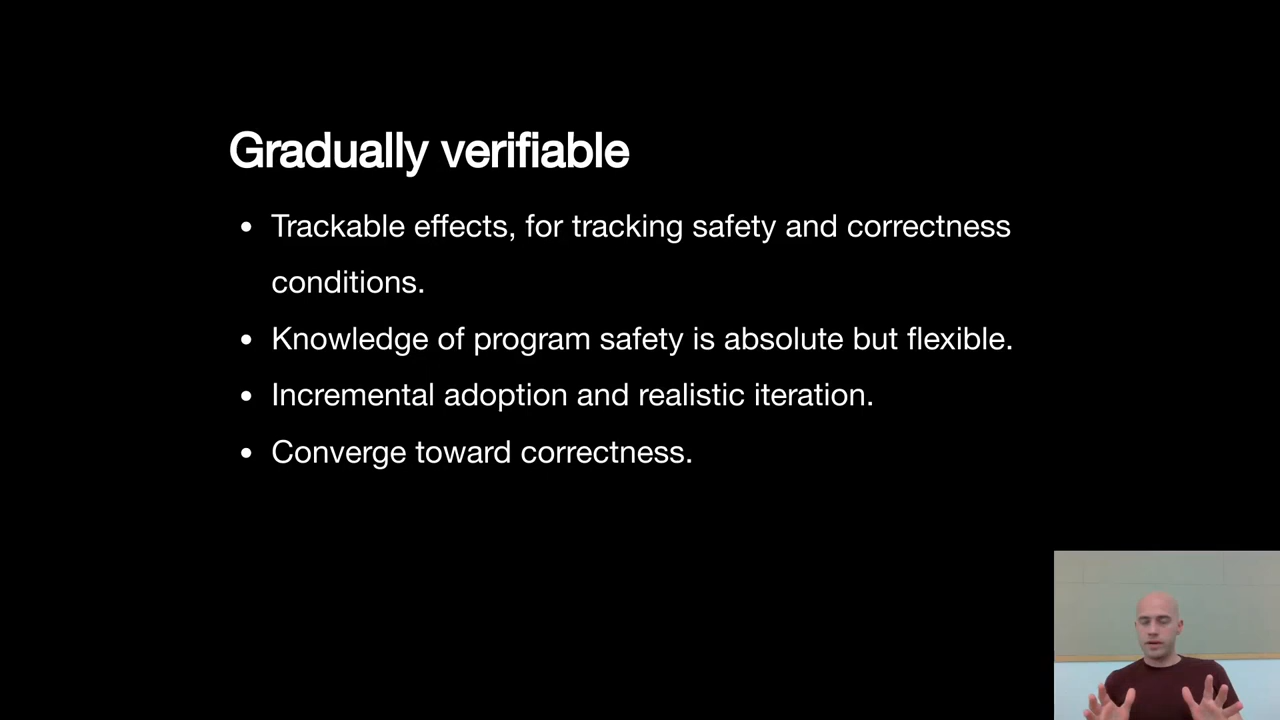 Gradually verifiable
• Trackable effects, for tracking safety and correctness
conditions.
• Knowledge of program safety is absolute but flexible.
• Incremental adoption and realistic iteration.
• Converge toward correctness.